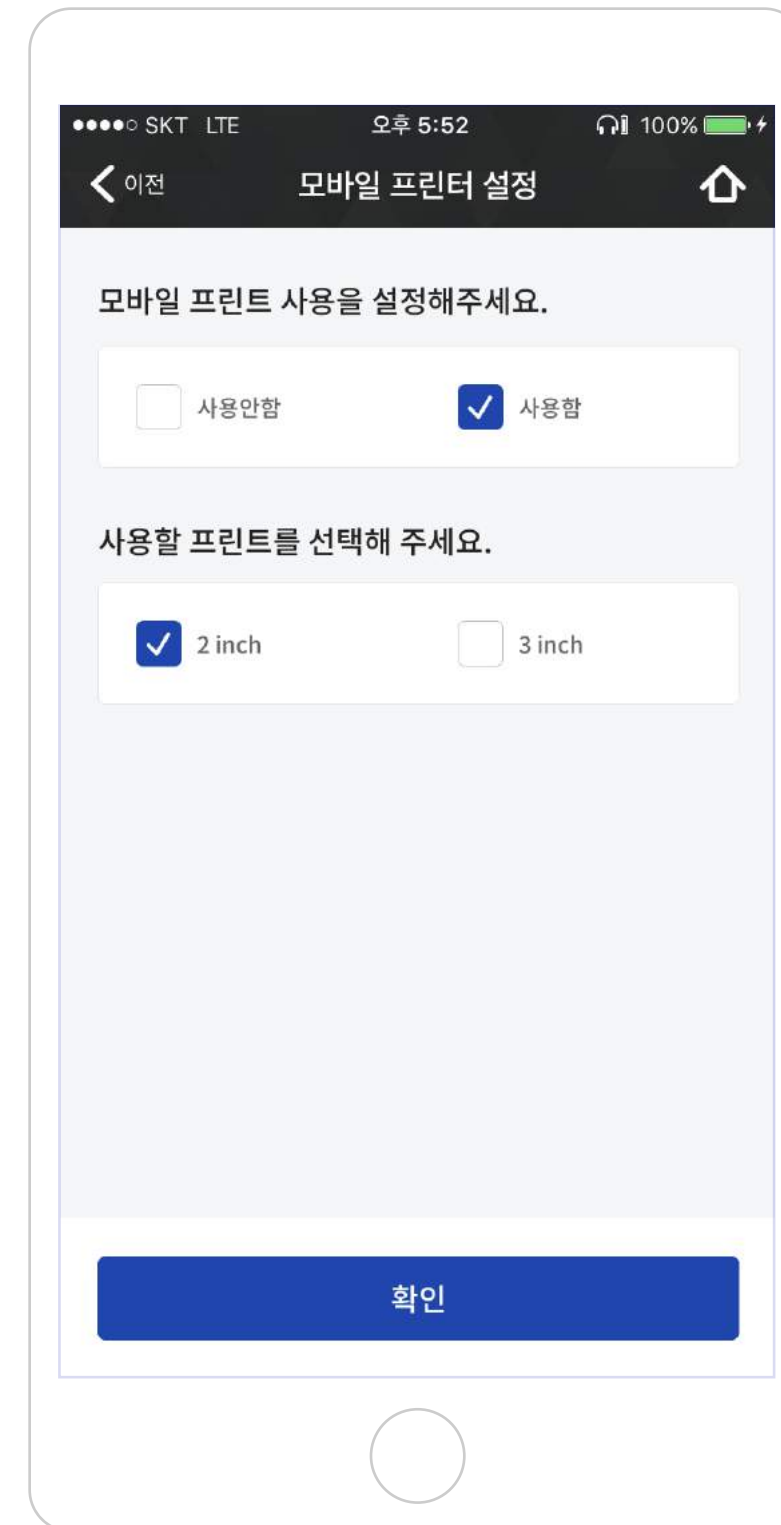 SKT LTE 오후 5:52 100%
이전 모바일 프린터 설정
모바일 프린트 사용을 설정해주세요.
사용안함 사용함
사용할 프린트를 선택해 주세요.
2 inch 3 inch
확인